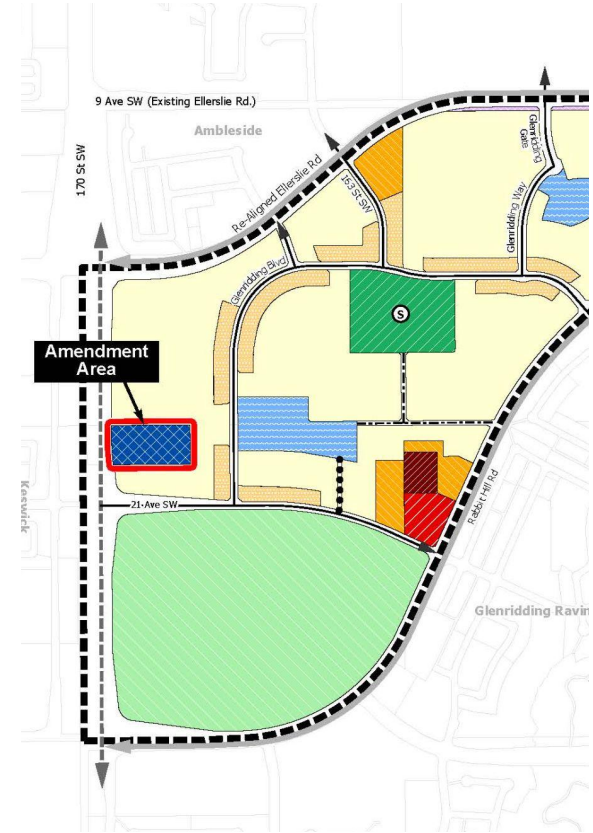 9 Ave SW (Existing Ellerslie Rd.)
Ambleside
170 St SW
Re-Aligned Ellerslie Rd
163 St SW
Glenridding
Gate
Glenridding Way
Glenridding Blvd
S
Amendment
Area
Keswick
21 Ave SW
Rabbit Hill Rd
Glenridding Ravin